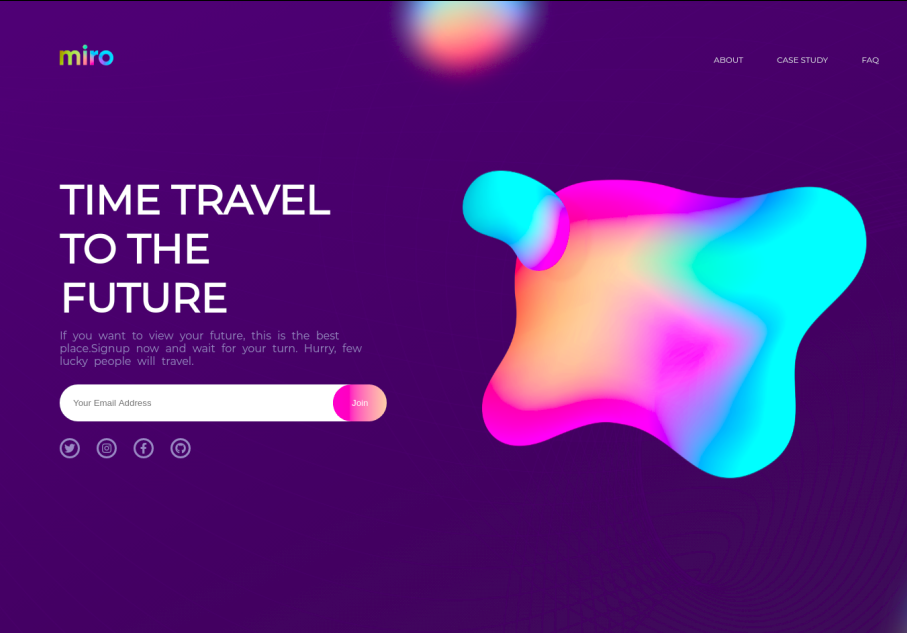 miro
ABOUT CASE STUDY FAQ
TIME TRAVEL
TO THE
FUTURE
If you want to view your future, this is the best
place.Signup now and wait for your turn. Hurry, few
lucky people will travel.
Your Email Address Join